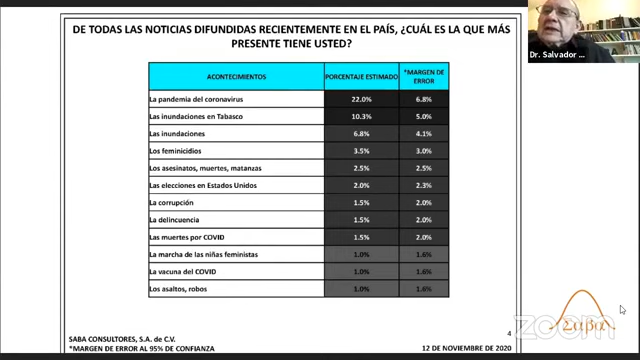 DE TODAS LAS NOTICIAS DIFUNDIDAS RECIENTEMENTE EN EL PAÍS, ¿CUÁL ES LA QUE MÁS
PRESENTE TIENE USTED?
Dr. Salvador ...
ACONTECIMIENTOS PORCENTAJE ESTIMADO *MARGEN DE ERROR
La pandemia del coronavirus 22.0% 6.8%
Las inundaciones en Tabasco 10.3% 5.0%
Las inundaciones 6.8% 4.1%
Los feminicidios 3.5% 3.0%
Los asesinatos, muertes, matanzas 2.5% 2.5%
Las elecciones en Estados Unidos 2.0% 2.3%
La corrupción 1.5% 2.0%
La delincuencia 1.5% 2.0%
Las muertes por COVID 1.5% 2.0%
La marcha de las niñas feministas 1.0% 1.6%
La vacuna del COVID 1.0% 1.6%
Los asaltos, robos 1.0% 1.6%
Σaβa
zoom
4
SABA CONSULTORES, S.A. de C.V.
*MARGEN DE ERROR AL 95% DE CONFIANZA 12 DE NOVIEMBRE DE 2020